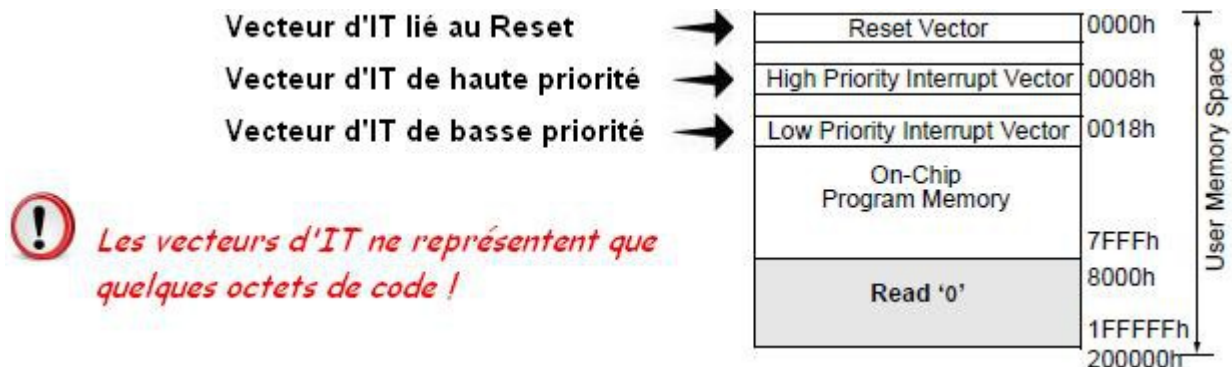 Vecteur d'IT lié au Reset
Reset Vector
0000h
Vecteur d'IT de haute priorité
High Priority Interrupt Vector
0008h
Vecteur d'IT de basse priorité
Low Priority Interrupt Vector
0018h
On-Chip
Program Memory
Les vecteurs d'IT ne représentent que
quelques octets de code !
7FFFh
8000h
Read '0'
1FFFFFh
200000h
User Memory Space